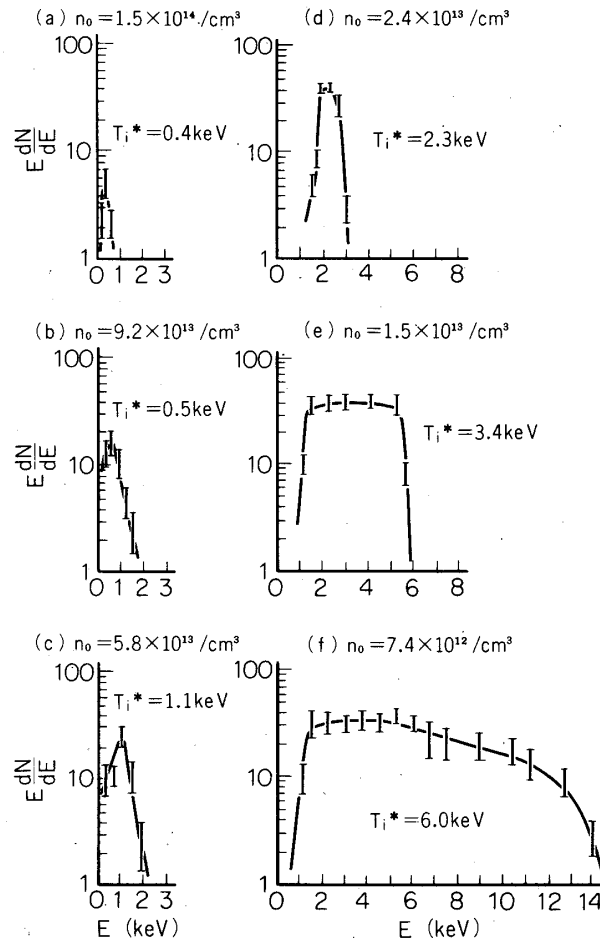 (a) n₀=1.5×10¹⁴/cm³
(d) n₀=2.4×10¹³/cm³
100
10
1
E dN/dE
Tᵢ*=0.4keV
0 1 2 3
100
10
1
Tᵢ*=2.3keV
0 2 4 6 8
(b) n₀=9.2×10¹³/cm³
(e) n₀=1.5×10¹³/cm³
100
10
1
E dN/dE
Tᵢ*=0.5keV
0 1 2 3
100
10
1
Tᵢ*=3.4keV
0 2 4 6 8
(c) n₀=5.8×10¹³/cm³
(f) n₀=7.4×10¹²/cm³
100
10
1
E dN/dE
Tᵢ*=1.1keV
0 1 2 3
E (keV)
100
10
1
Tᵢ*=6.0keV
0 2 4 6 8 10 12 14
E (keV)